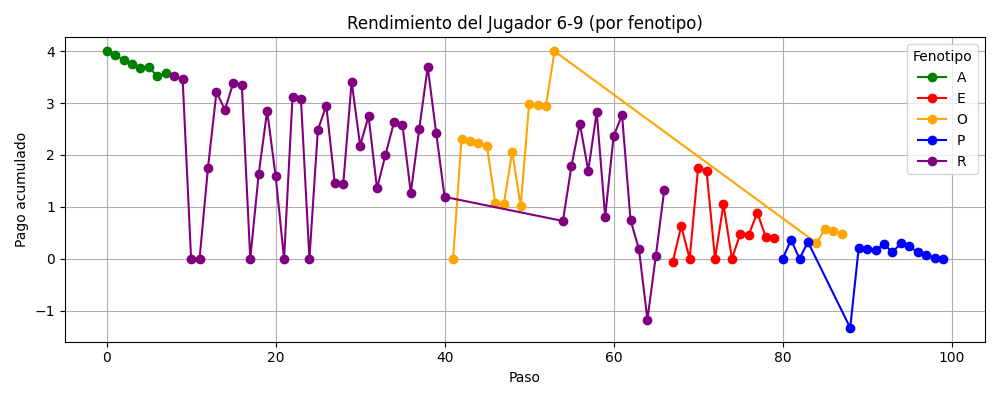 Rendimiento del Jugador 6-9 (por fenotipo)
Pago acumulado
4
3
2
1
0
−1
0
20
40
60
80
100
Paso
Fenotipo
A
E
O
P
R